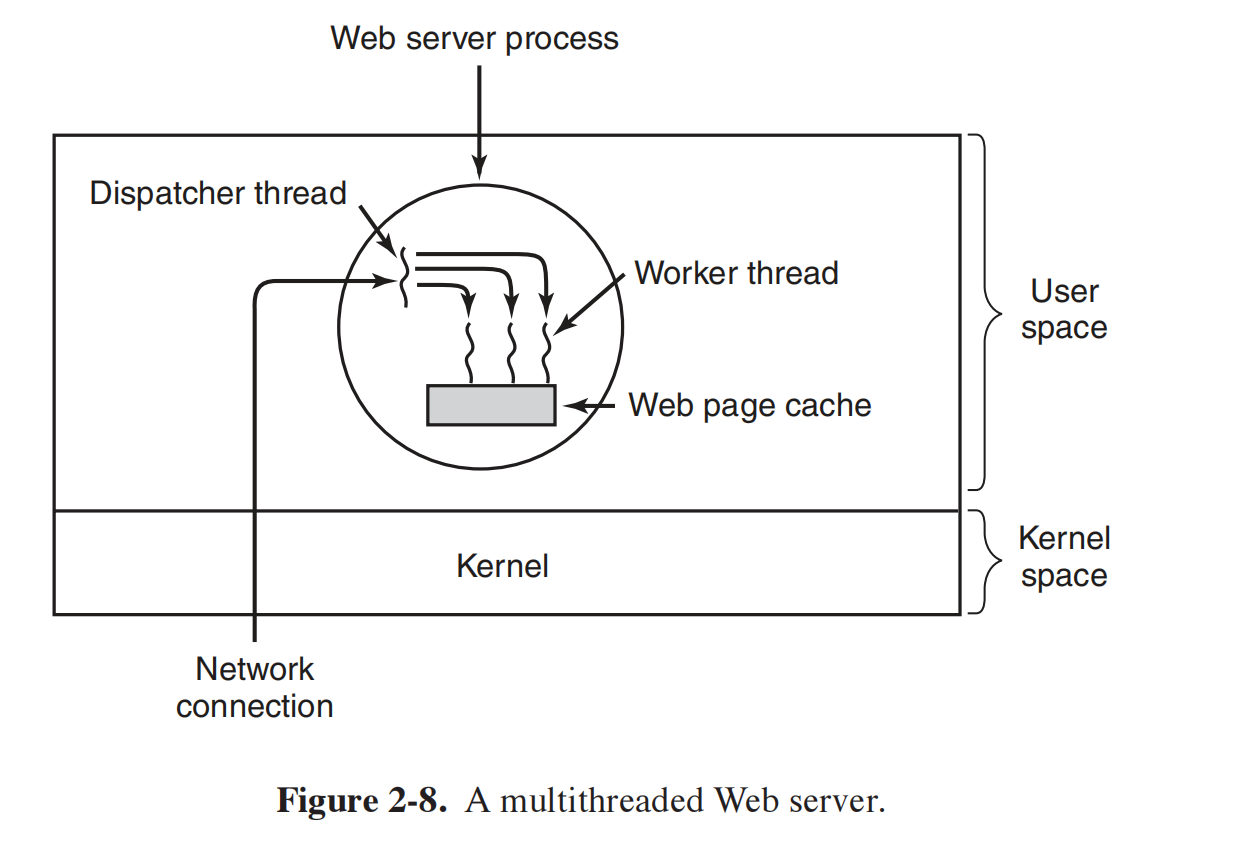 Web server process
Dispatcher thread
Worker thread
User
space
Web page cache
Kernel
Kernel
space
Network
connection
Figure 2-8. A multithreaded Web server.